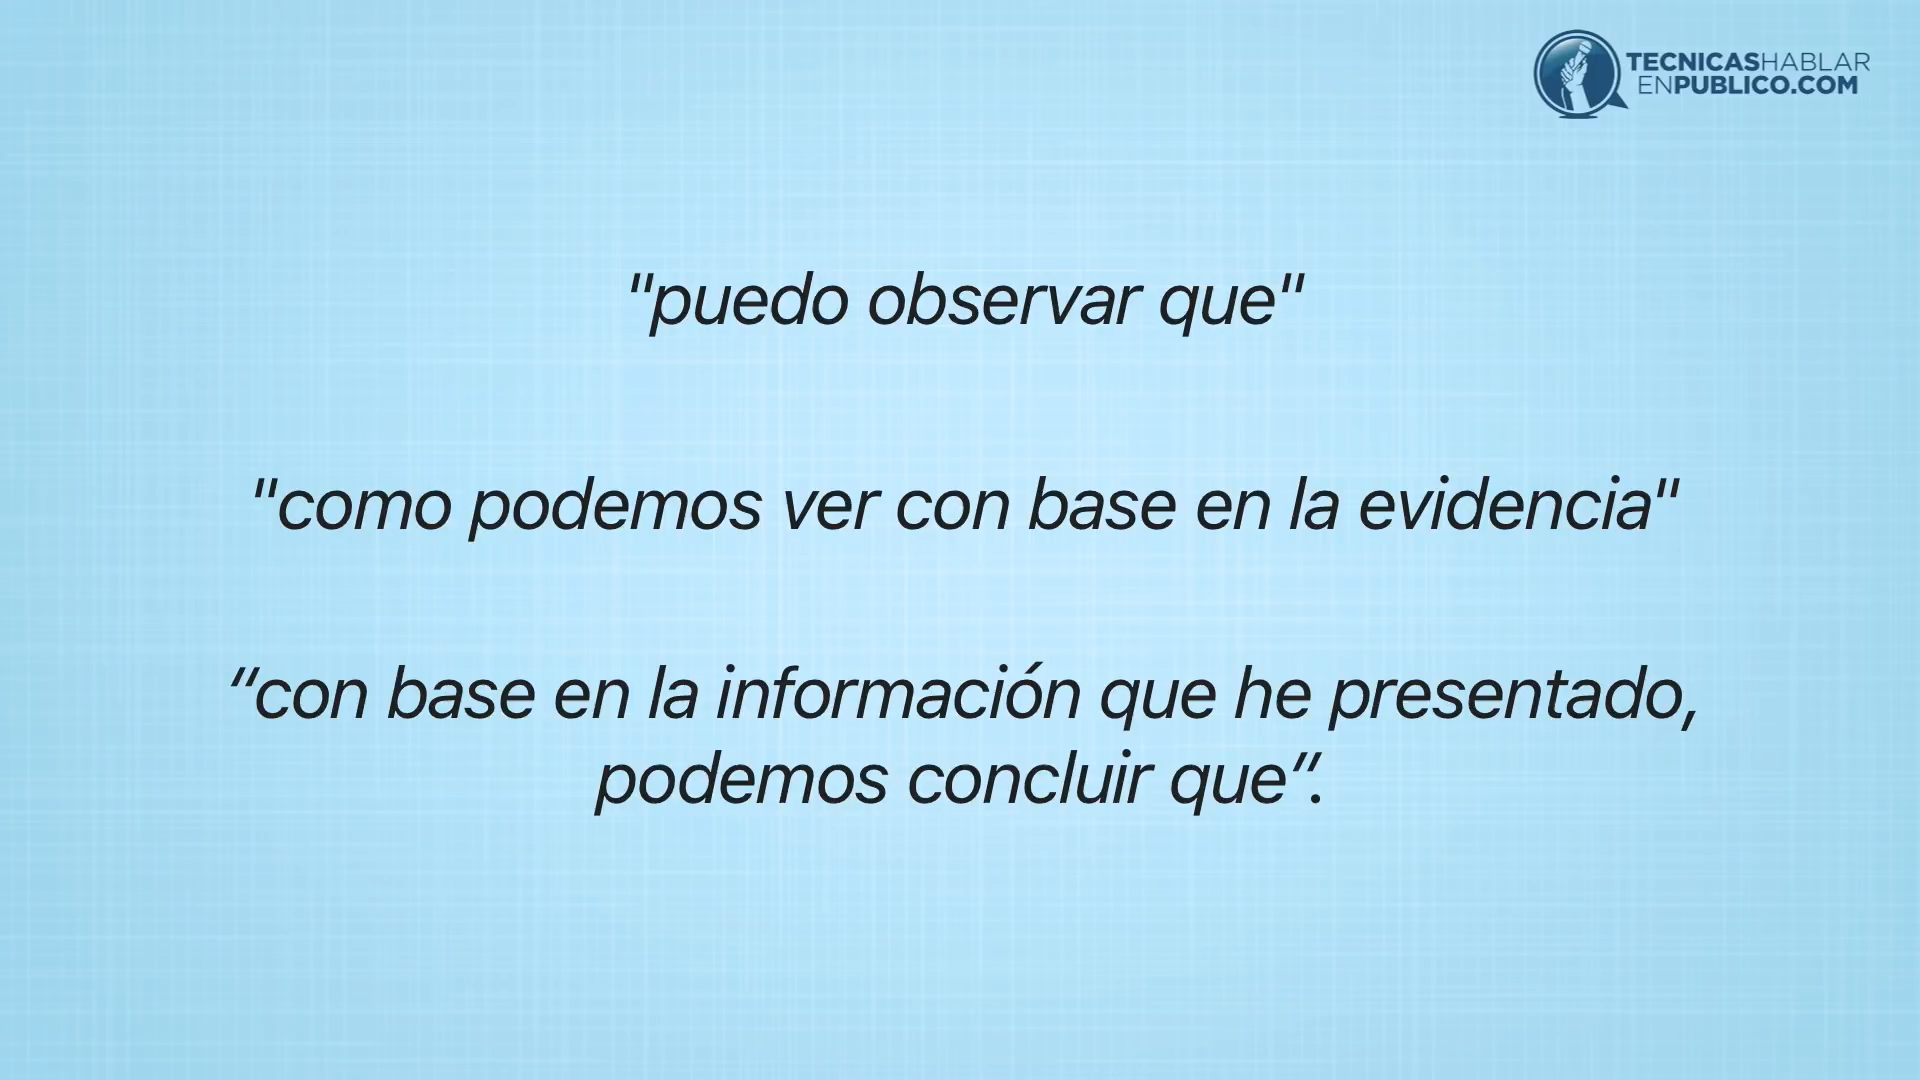 TECNICASHABLAR
ENPUBLICO.COM
"puedo observar que"
"como podemos ver con base en la evidencia"
“con base en la información que he presentado,
podemos concluir que”.